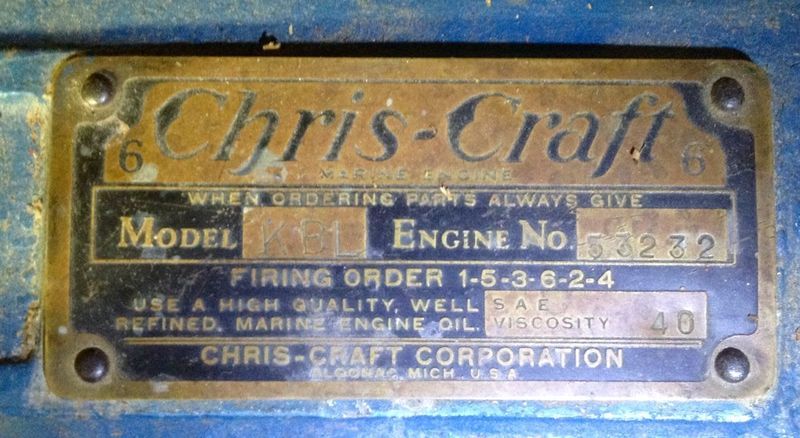 Chris-Craft
6 6
MARINE ENGINE
WHEN ORDERING PARTS ALWAYS GIVE
MODEL KBL ENGINE NO. 53232
FIRING ORDER 1-5-3-6-2-4
USE A HIGH QUALITY, WELL
REFINED, MARINE ENGINE OIL.
SAE
VISCOSITY 40
CHRIS-CRAFT CORPORATION
ALGONAC, MICH., U.S.A.